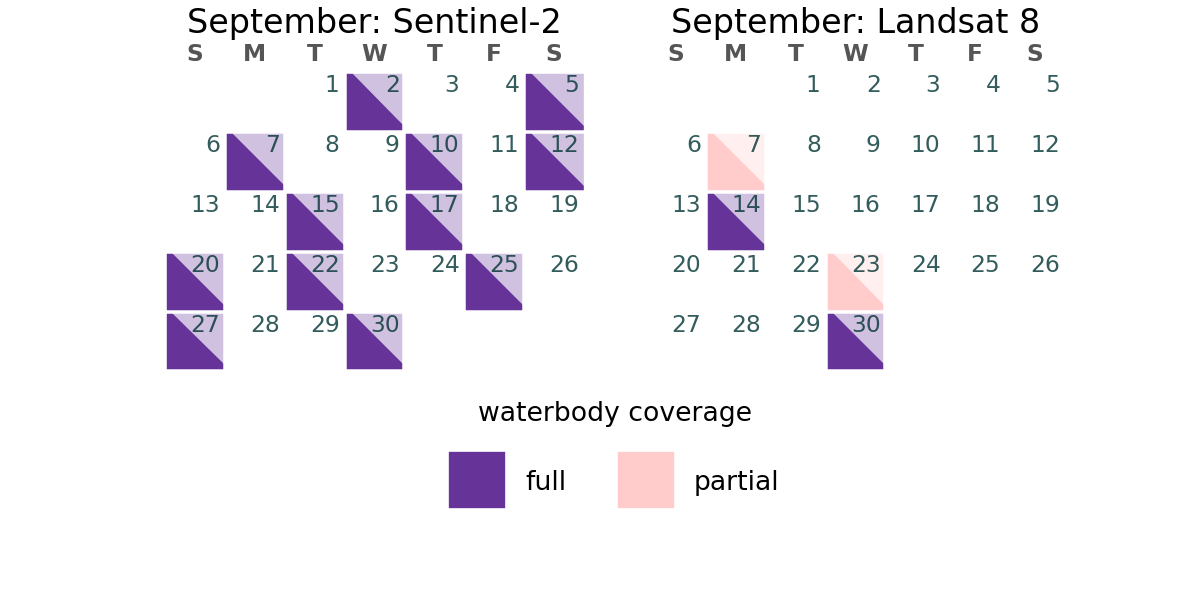 September: Sentinel-2
S M T W T F S
1 2 3 4 5
6 7 8 9 10 11 12
13 14 15 16 17 18 19
20 21 22 23 24 25 26
27 28 29 30
September: Landsat 8
S M T W T F S
1 2 3 4 5
6 7 8 9 10 11 12
13 14 15 16 17 18 19
20 21 22 23 24 25 26
27 28 29 30
waterbody coverage
full partial